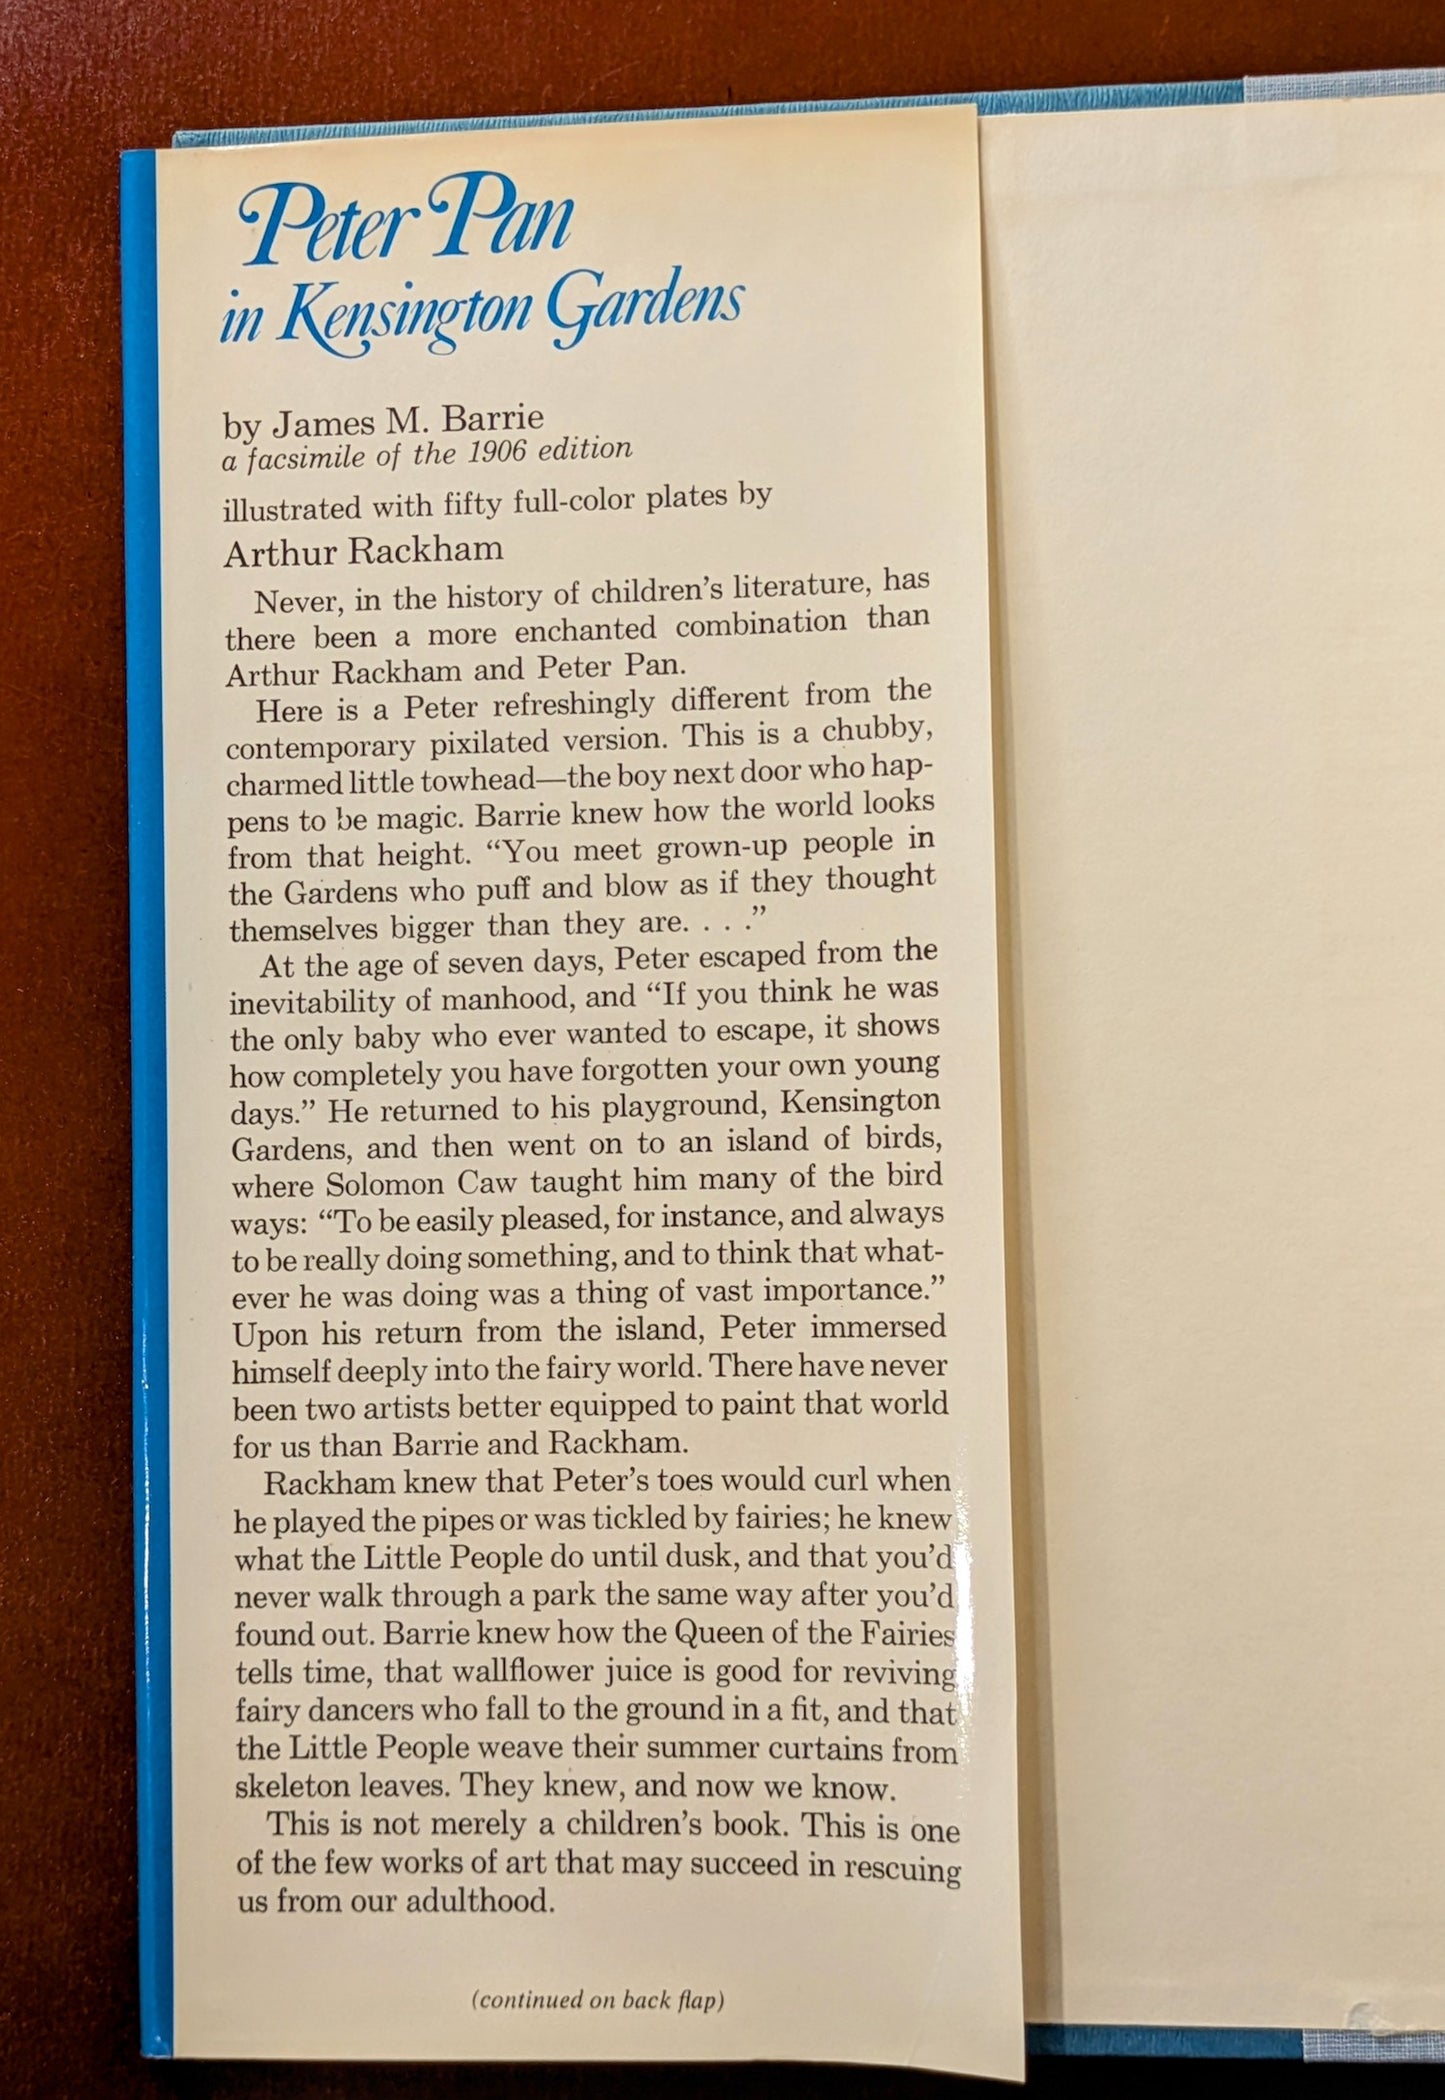 Peter Pan
in Kensington Gardens
by James M. Barrie
a facsimile of the 1906 edition
illustrated with fifty full-color plates by
Arthur Rackham
Never, in the history of children's literature, has
there been a more enchanted combination than
Arthur Rackham and Peter Pan.
Here is a Peter refreshingly different from the
contemporary pixilated version. This is a chubby,
charmed little towhead—the boy next door who hap-
pens to be magic. Barrie knew how the world looks
from that height. “You meet grown-up people in
the Gardens who puff and blow as if they thought
themselves bigger than they are. . . .”
At the age of seven days, Peter escaped from the
inevitability of manhood, and “If you think he was
the only baby who ever wanted to escape, it shows
how completely you have forgotten your own young
days.” He returned to his playground, Kensington
Gardens, and then went on to an island of birds,
where Solomon Caw taught him many of the bird
ways: “To be easily pleased, for instance, and always
to be really doing something, and to think that what-
ever he was doing was a thing of vast importance.”
Upon his return from the island, Peter immersed
himself deeply into the fairy world. There have never
been two artists better equipped to paint that world
for us than Barrie and Rackham.
Rackham knew that Peter's toes would curl when
he played the pipes or was tickled by fairies; he knew
what the Little People do until dusk, and that you'd
never walk through a park the same way after you'd
found out. Barrie knew how the Queen of the Fairies
tells time, that wallflower juice is good for reviving
fairy dancers who fall to the ground in a fit, and that
the Little People weave their summer curtains from
skeleton leaves. They knew, and now we know.
This is not merely a children's book. This is one
of the few works of art that may succeed in rescuing
us from our adulthood.
(continued on back flap)